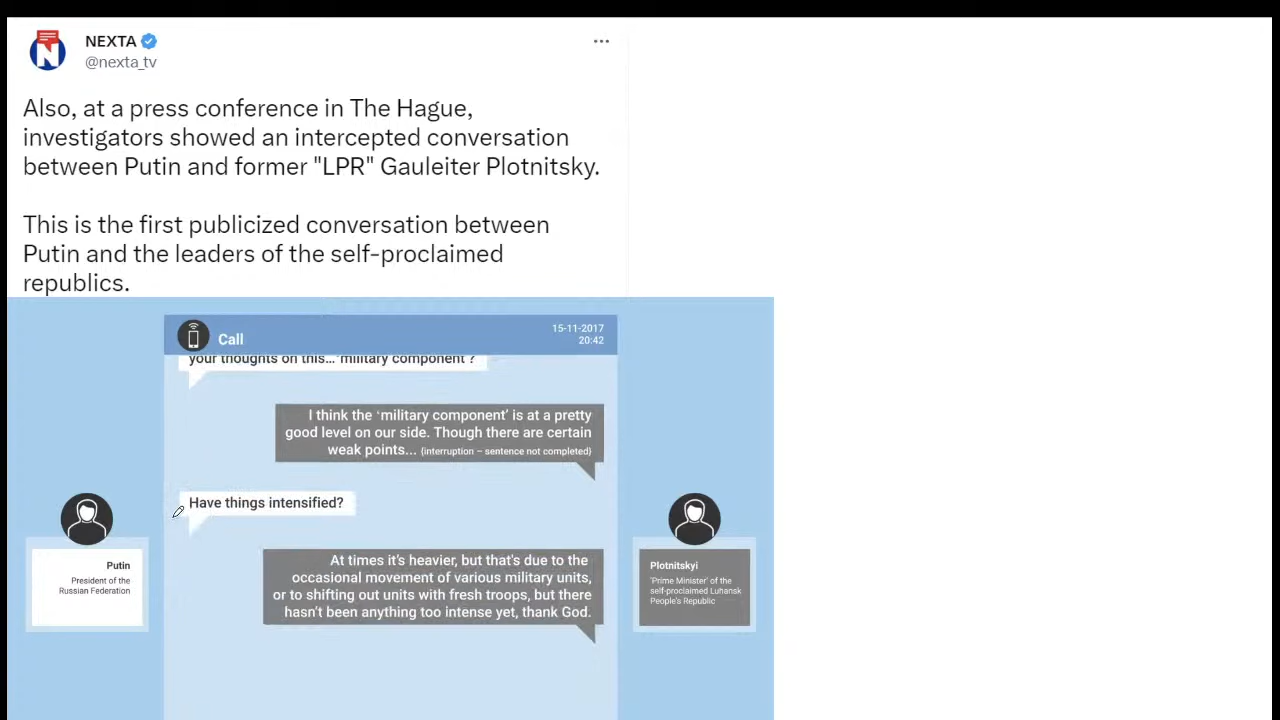 NEXTA
@nexta_tv
Also, at a press conference in The Hague,
investigators showed an intercepted conversation
between Putin and former "LPR" Gauleiter Plotnitsky.
This is the first publicized conversation between
Putin and the leaders of the self-proclaimed
republics.
Call
15-11-2017
20:42
your thoughts on this... 'military component'?
I think the 'military component' is at a pretty
good level on our side. Though there are certain
weak points... (interruption – sentence not completed)
Have things intensified?
At times it's heavier, but that's due to the
occasional movement of various military units,
or to shifting out units with fresh troops, but there
hasn't been anything too intense yet, thank God.
Putin
President of the
Russian Federation
Plotnitskyi
'Prime Minister' of the
self-proclaimed Luhansk
People's Republic